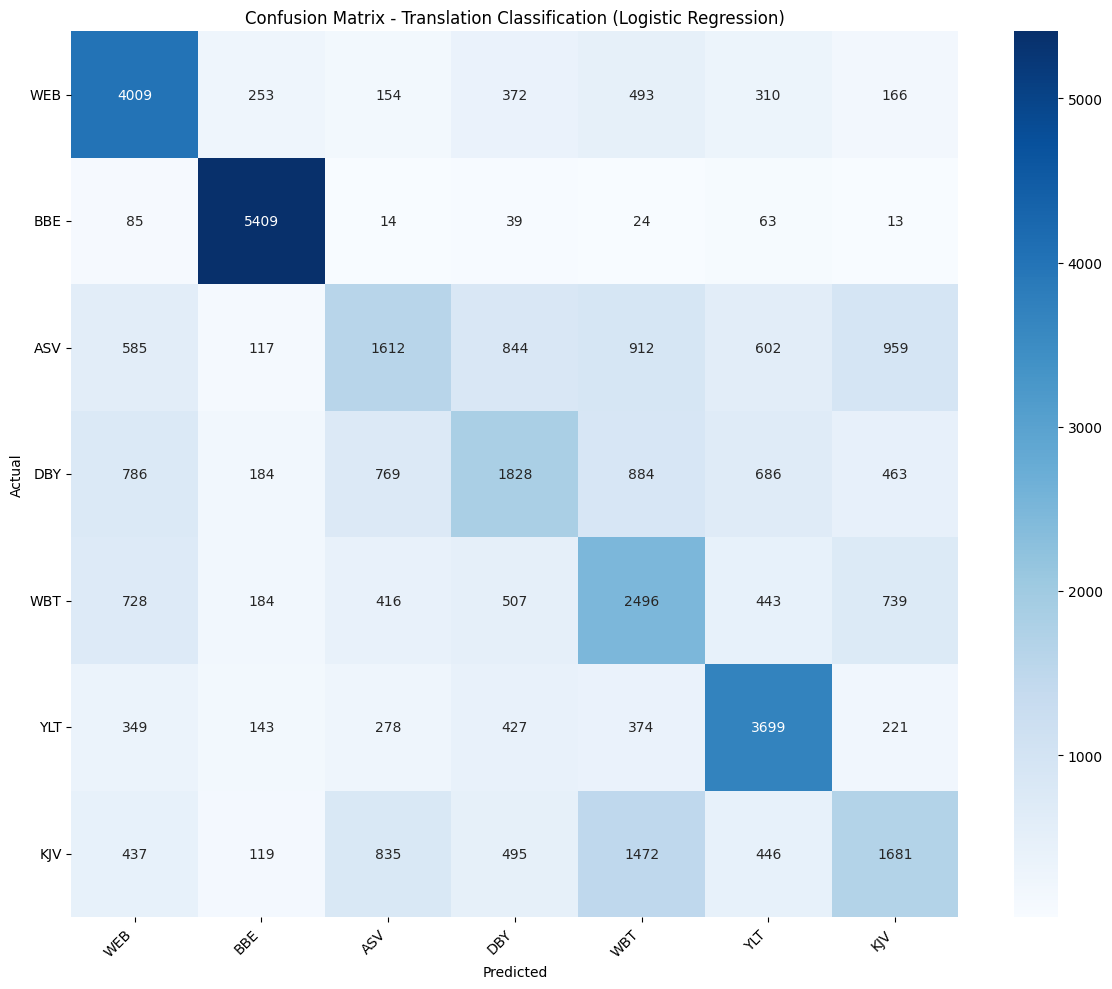 Confusion Matrix - Translation Classification (Logistic Regression)
WEB 4009 253 154 372 493 310 166
BBE 85 5409 14 39 24 63 13
ASV 585 117 1612 844 912 602 959
DBY 786 184 769 1828 884 686 463
WBT 728 184 416 507 2496 443 739
YLT 349 143 278 427 374 3699 221
KJV 437 119 835 495 1472 446 1681
WEB BBE ASV DBY WBT YLT KJV
Predicted
Actual
5000
4000
3000
2000
1000